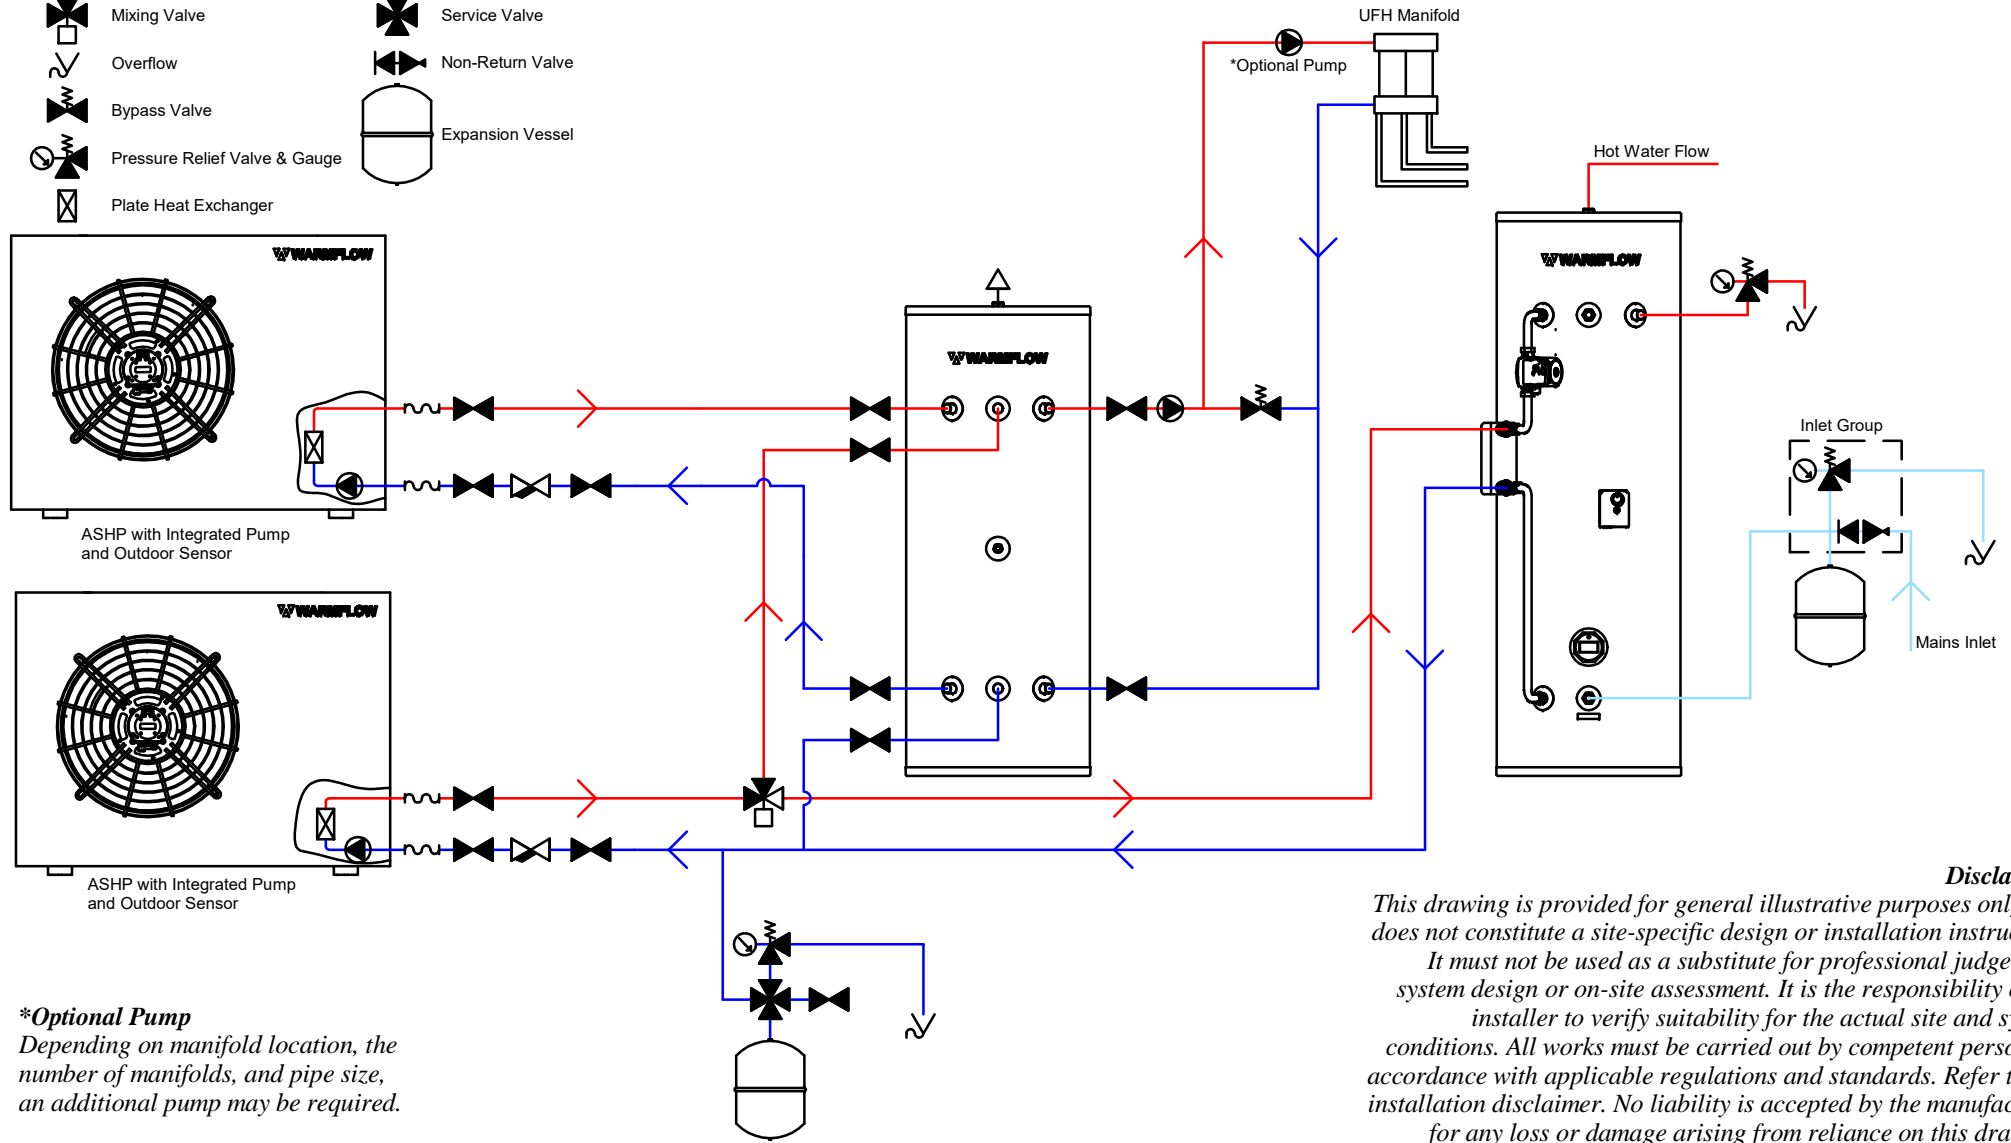 Mixing Valve
Service Valve
Overflow
Non-Return Valve
Bypass Valve
Expansion Vessel
Pressure Relief Valve & Gauge
Plate Heat Exchanger
UFH Manifold
*Optional Pump
Hot Water Flow
WARMFLOW
WARMFLOW
WARMFLOW
WARMFLOW
ASHP with Integrated Pump
and Outdoor Sensor
ASHP with Integrated Pump
and Outdoor Sensor
Inlet Group
Mains Inlet
*Optional Pump
Depending on manifold location, the
number of manifolds, and pipe size,
an additional pump may be required.
Discla
This drawing is provided for general illustrative purposes only
does not constitute a site-specific design or installation instruc
It must not be used as a substitute for professional judge
system design or on-site assessment. It is the responsibility
installer to verify suitability for the actual site and sy
conditions. All works must be carried out by competent perso
accordance with applicable regulations and standards. Refer t
installation disclaimer. No liability is accepted by the manufac
for any loss or damage arising from reliance on this dra